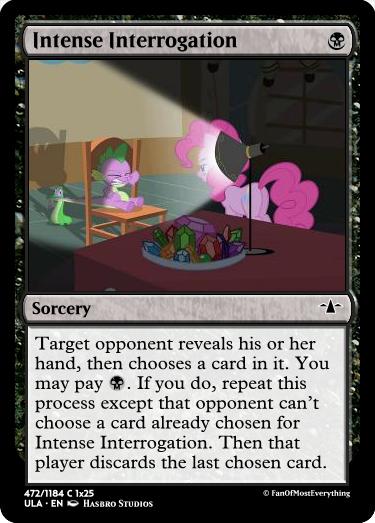 Intense Interrogation
Sorcery
Target opponent reveals his or her
hand, then chooses a card in it. You
may pay . If you do, repeat this
process except that opponent can't
choose a card already chosen for
Intense Interrogation. Then that
player discards the last chosen card.
472/1184 C 1x25
ULA • EN HASBRO STUDIOS
© FanOfMostEverything